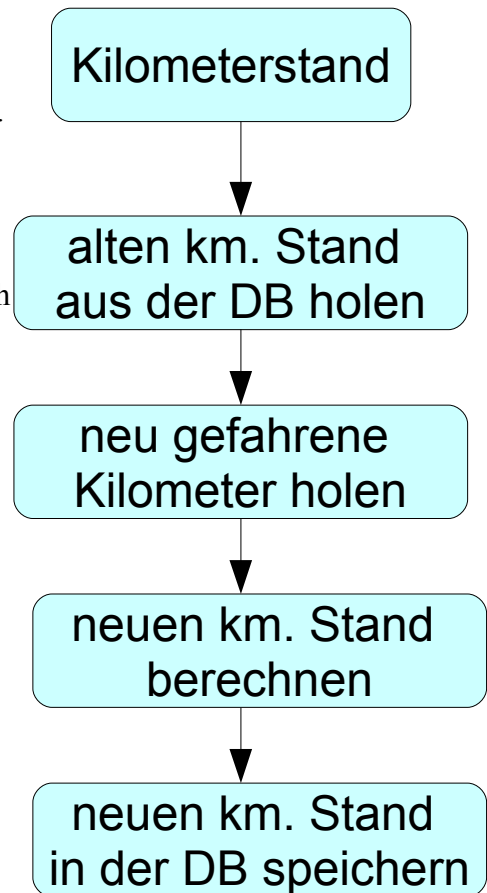 Kilometerstand
.
alten km. Stand
n aus der DB holen
neu gefahrene
Kilometer holen
neuen km. Stand
berechnen
neuen km. Stand
in der DB speichern